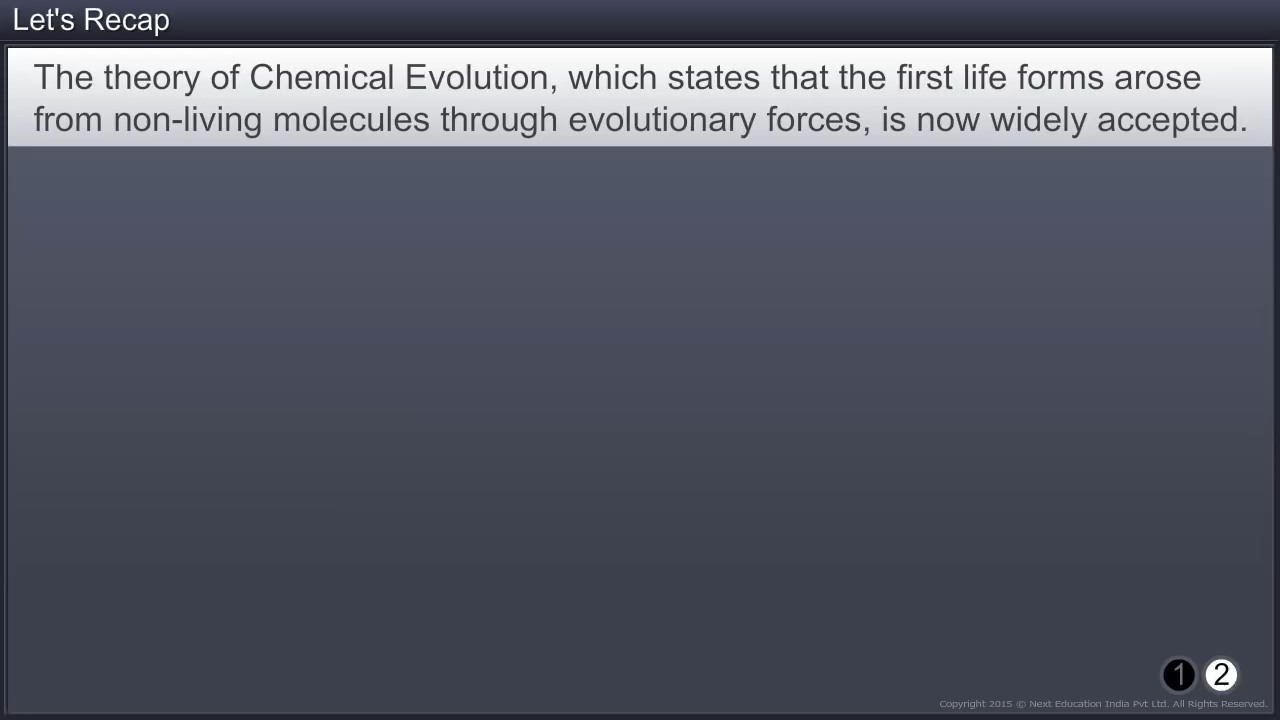 Let's Recap
The theory of Chemical Evolution, which states that the first life forms arose
from non-living molecules through evolutionary forces, is now widely accepted.
1 2
Copyright 2015 © Next Education India Pvt Ltd. All Rights Reserved.